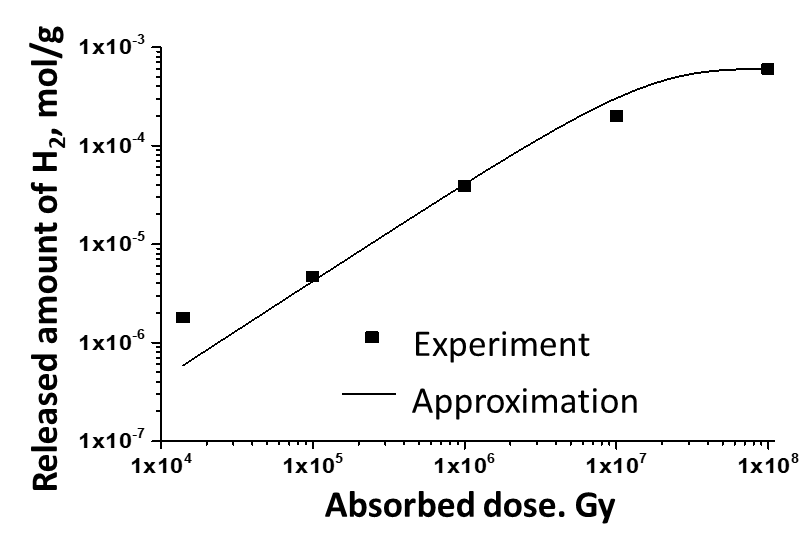 Released amount of H₂, mol/g
1x10⁻³
1x10⁻⁴
1x10⁻⁵
1x10⁻⁶
1x10⁻⁷
Experiment
Approximation
1x10⁴ 1x10⁵ 1x10⁶ 1x10⁷ 1x10⁸
Absorbed dose. Gy